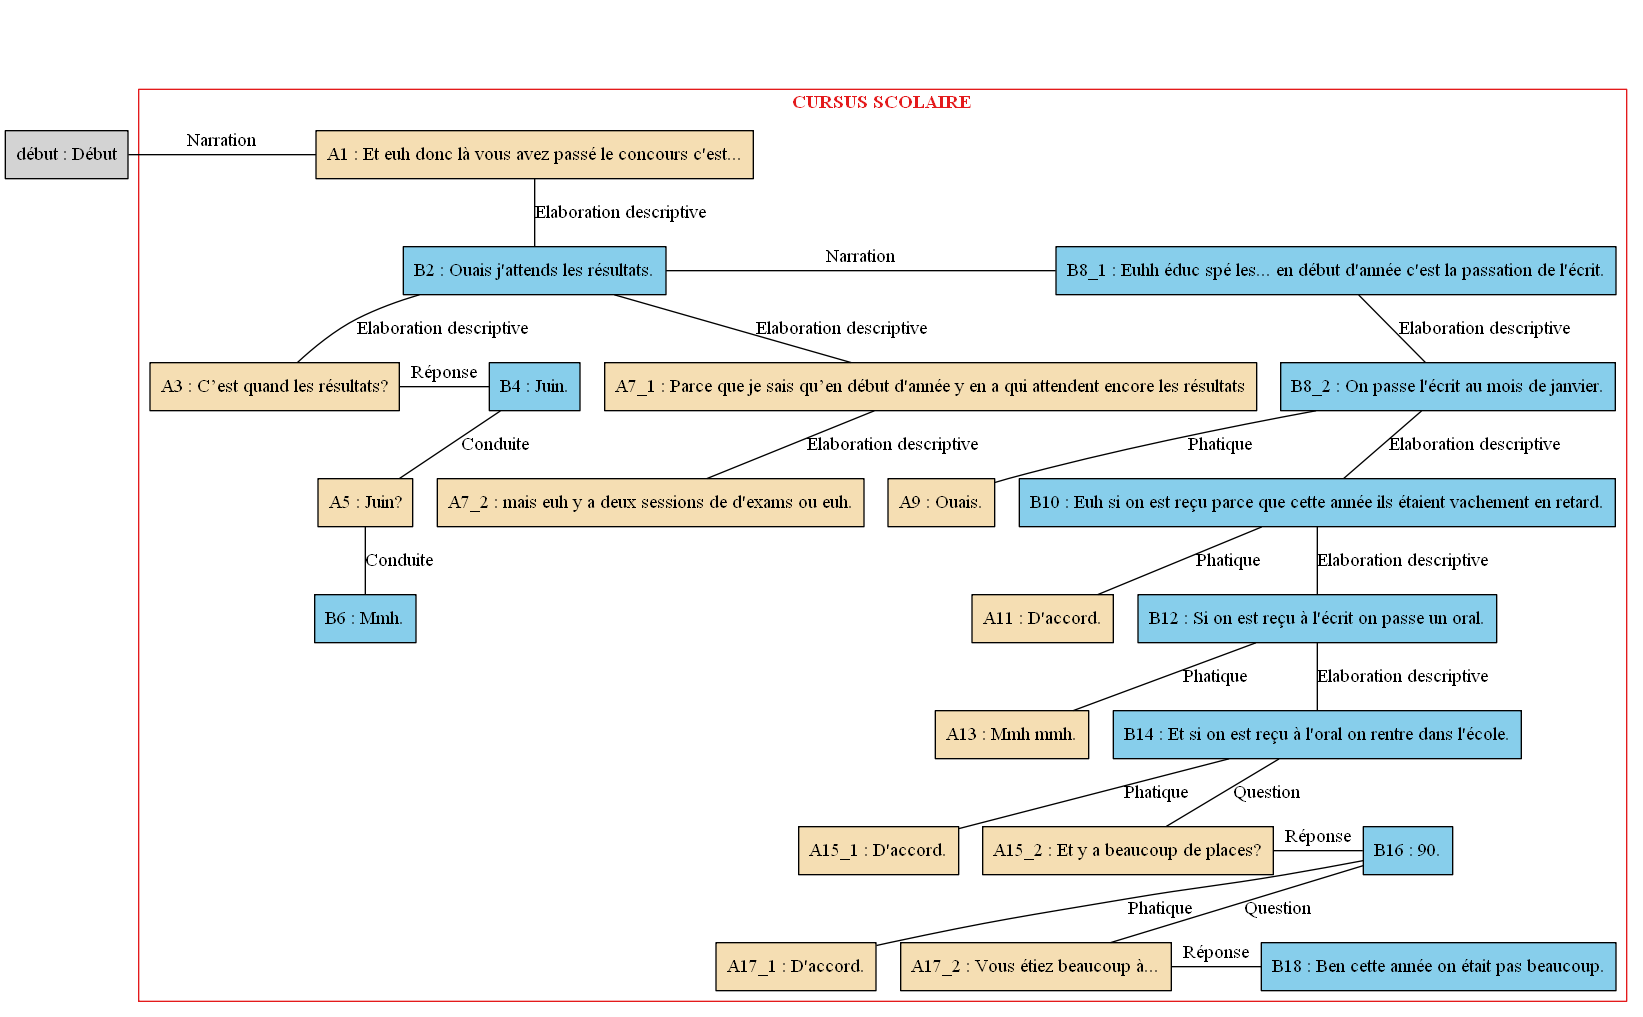 CURSUS SCOLAIRE
début : Début
Narration
A1 : Et euh donc là vous avez passé le concours c'est...
Elaboration descriptive
B2 : Ouais j'attends les résultats.
Narration
B8_1 : Euhh éduc spé les... en début d'année c'est la passation de l'écrit.
Elaboration descriptive
Elaboration descriptive
Elaboration descriptive
A3 : C’est quand les résultats?
Réponse
B4 : Juin.
A7_1 : Parce que je sais qu’en début d'année y en a qui attendent encore les résultats
B8_2 : On passe l'écrit au mois de janvier.
Conduite
Elaboration descriptive
Phatique
Elaboration descriptive
A5 : Juin?
A7_2 : mais euh y a deux sessions de d'exams ou euh.
A9 : Ouais.
B10 : Euh si on est reçu parce que cette année ils étaient vachement en retard.
Conduite
Phatique
Elaboration descriptive
B6 : Mmh.
A11 : D'accord.
B12 : Si on est reçu à l'écrit on passe un oral.
Phatique
Elaboration descriptive
A13 : Mmh mmh.
B14 : Et si on est reçu à l'oral on rentre dans l'école.
Phatique
Question
A15_1 : D'accord.
A15_2 : Et y a beaucoup de places?
Réponse
B16 : 90.
Phatique
Question
A17_1 : D'accord.
A17_2 : Vous étiez beaucoup à...
Réponse
B18 : Ben cette année on était pas beaucoup.